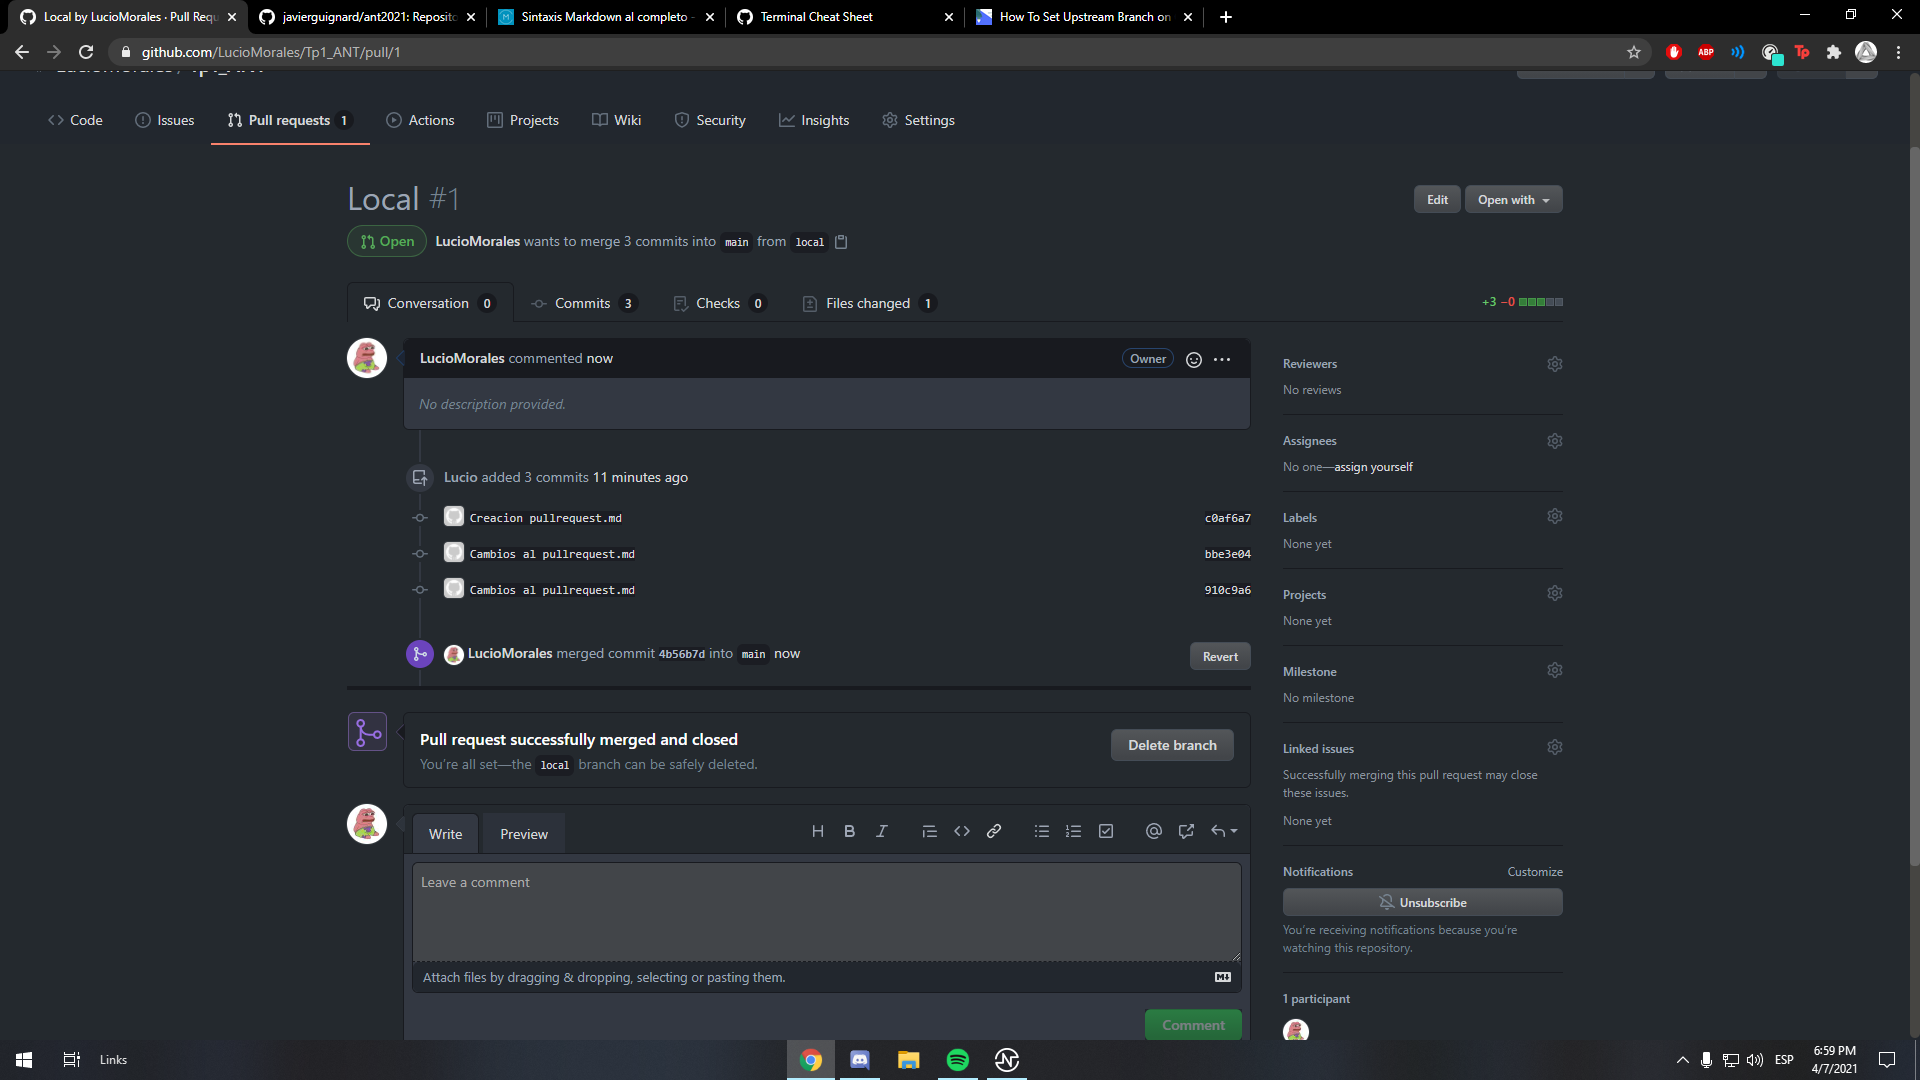 Local by LucioMorales · Pull Requ
javierguignard/ant2021: Reposito
Sintaxis Markdown al completo -
Terminal Cheat Sheet
How To Set Upstream Branch on
github.com/LucioMorales/Tp1_ANT/pull/1
ABP
Tp
LucioMorales / Tp1_ANT
Code
Issues
Pull requests 1
Actions
Projects
Wiki
Security
Insights
Settings
Local #1
Edit
Open with
Open
LucioMorales wants to merge 3 commits into main from local
Conversation 0
Commits 3
Checks 0
Files changed 1
+3 −0
LucioMorales commented now
Owner
No description provided.
Lucio added 3 commits 11 minutes ago
Creacion pullrequest.md
c0af6a7
Cambios al pullrequest.md
bbe3e04
Cambios al pullrequest.md
910c9a6
LucioMorales merged commit 4b56b7d into main now
Revert
Pull request successfully merged and closed
You're all set—the local branch can be safely deleted.
Delete branch
Write
Preview
Leave a comment
Attach files by dragging & dropping, selecting or pasting them.
Comment
Reviewers
No reviews
Assignees
No one—assign yourself
Labels
None yet
Projects
None yet
Milestone
No milestone
Linked issues
Successfully merging this pull request may close
these issues.
None yet
Notifications
Customize
Unsubscribe
You're receiving notifications because you're
watching this repository.
1 participant
Links
ESP
6:59 PM
4/7/2021